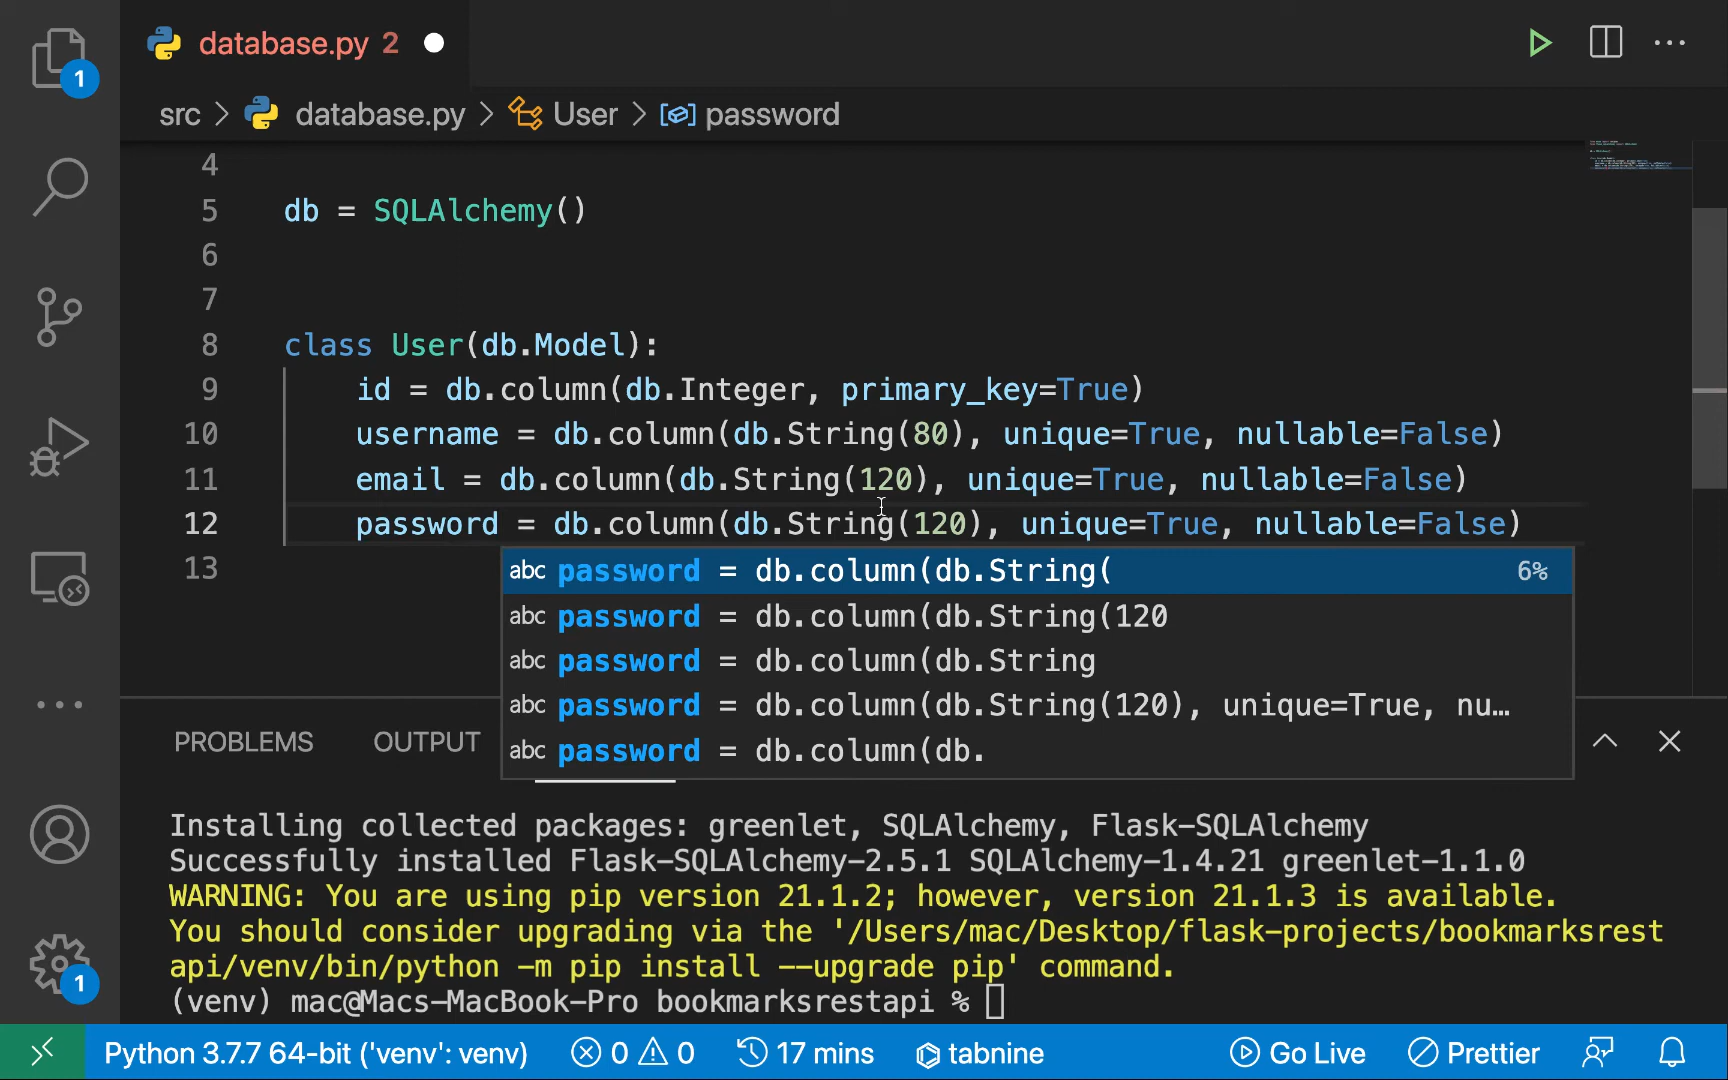 1
database.py 2
src > database.py > User > password
4
5 db = SQLAlchemy()
6
7
8 class User(db.Model):
9 id = db.column(db.Integer, primary_key=True)
10 username = db.column(db.String(80), unique=True, nullable=False)
11 email = db.column(db.String(120), unique=True, nullable=False)
12 password = db.column(db.String(120), unique=True, nullable=False)
13
abc password = db.column(db.String( 6%
abc password = db.column(db.String(120
abc password = db.column(db.String
abc password = db.column(db.String(120), unique=True, nu…
abc password = db.column(db.
PROBLEMS OUTPUT
Installing collected packages: greenlet, SQLAlchemy, Flask-SQLAlchemy
Successfully installed Flask-SQLAlchemy-2.5.1 SQLAlchemy-1.4.21 greenlet-1.1.0
WARNING: You are using pip version 21.1.2; however, version 21.1.3 is available.
You should consider upgrading via the '/Users/mac/Desktop/flask-projects/bookmarksrest
api/venv/bin/python -m pip install --upgrade pip' command.
(venv) mac@Macs-MacBook-Pro bookmarksrestapi %
1
Python 3.7.7 64-bit ('venv': venv) 0 0 17 mins tabnine Go Live Prettier